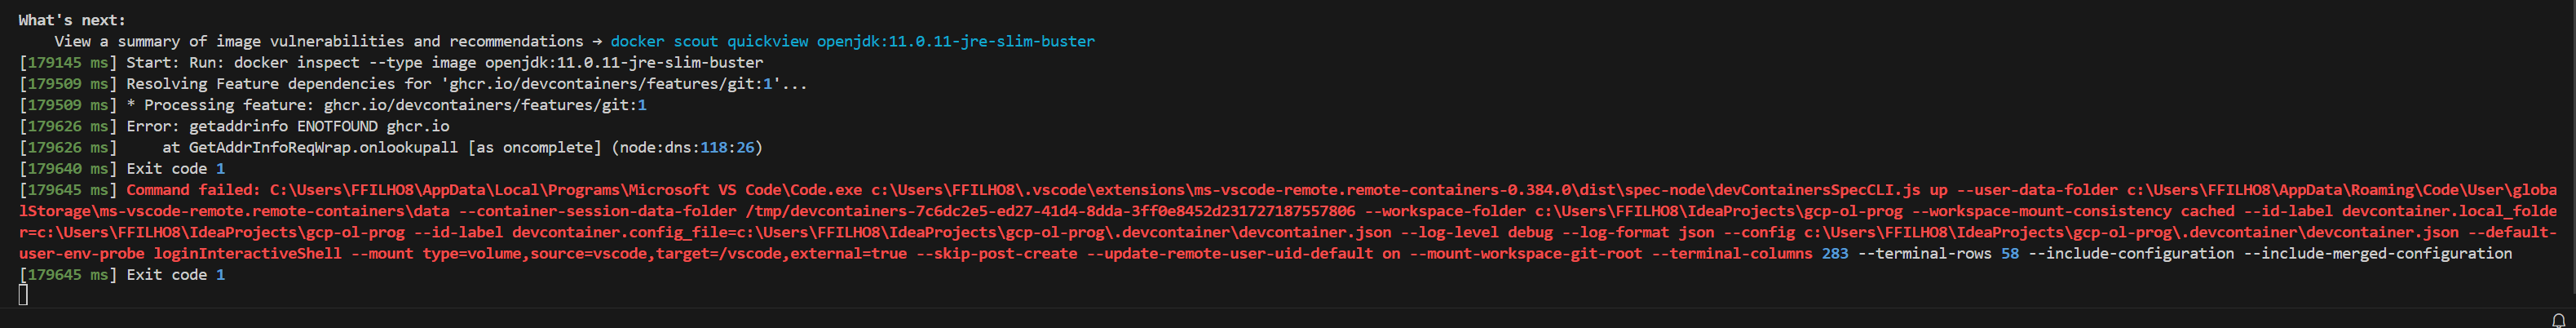 What's next:
View a summary of image vulnerabilities and recommendations → docker scout quickview openjdk:11.0.11-jre-slim-buster
[179145 ms] Start: Run: docker inspect --type image openjdk:11.0.11-jre-slim-buster
[179509 ms] Resolving Feature dependencies for 'ghcr.io/devcontainers/features/git:1'...
[179509 ms] * Processing feature: ghcr.io/devcontainers/features/git:1
[179626 ms] Error: getaddrinfo ENOTFOUND ghcr.io
[179626 ms]     at GetAddrInfoReqWrap.onlookupall [as oncomplete] (node:dns:118:26)
[179640 ms] Exit code 1
[179645 ms] Command failed: C:\Users\FFILHO8\AppData\Local\Programs\Microsoft VS Code\Code.exe c:\Users\FFILHO8\.vscode\extensions\ms-vscode-remote.remote-containers-0.384.0\dist\spec-node\devContainersSpecCLI.js up --user-data-folder c:\Users\FFILHO8\AppData\Roaming\Code\User\globa
lStorage\ms-vscode-remote.remote-containers\data --container-session-data-folder /tmp/devcontainers-7c6dc2e5-ed27-41d4-8dda-3ff0e8452d231727187557806 --workspace-folder c:\Users\FFILHO8\IdeaProjects\gcp-ol-prog --workspace-mount-consistency cached --id-label devcontainer.local_folde
r=c:\Users\FFILHO8\IdeaProjects\gcp-ol-prog --id-label devcontainer.config_file=c:\Users\FFILHO8\IdeaProjects\gcp-ol-prog\.devcontainer\devcontainer.json --log-level debug --log-format json --config c:\Users\FFILHO8\IdeaProjects\gcp-ol-prog\.devcontainer\devcontainer.json --default-
user-env-probe loginInteractiveShell --mount type=volume,source=vscode,target=/vscode,external=true --skip-post-create --update-remote-user-uid-default on --mount-workspace-git-root --terminal-columns 283 --terminal-rows 58 --include-configuration --include-merged-configuration
[179645 ms] Exit code 1